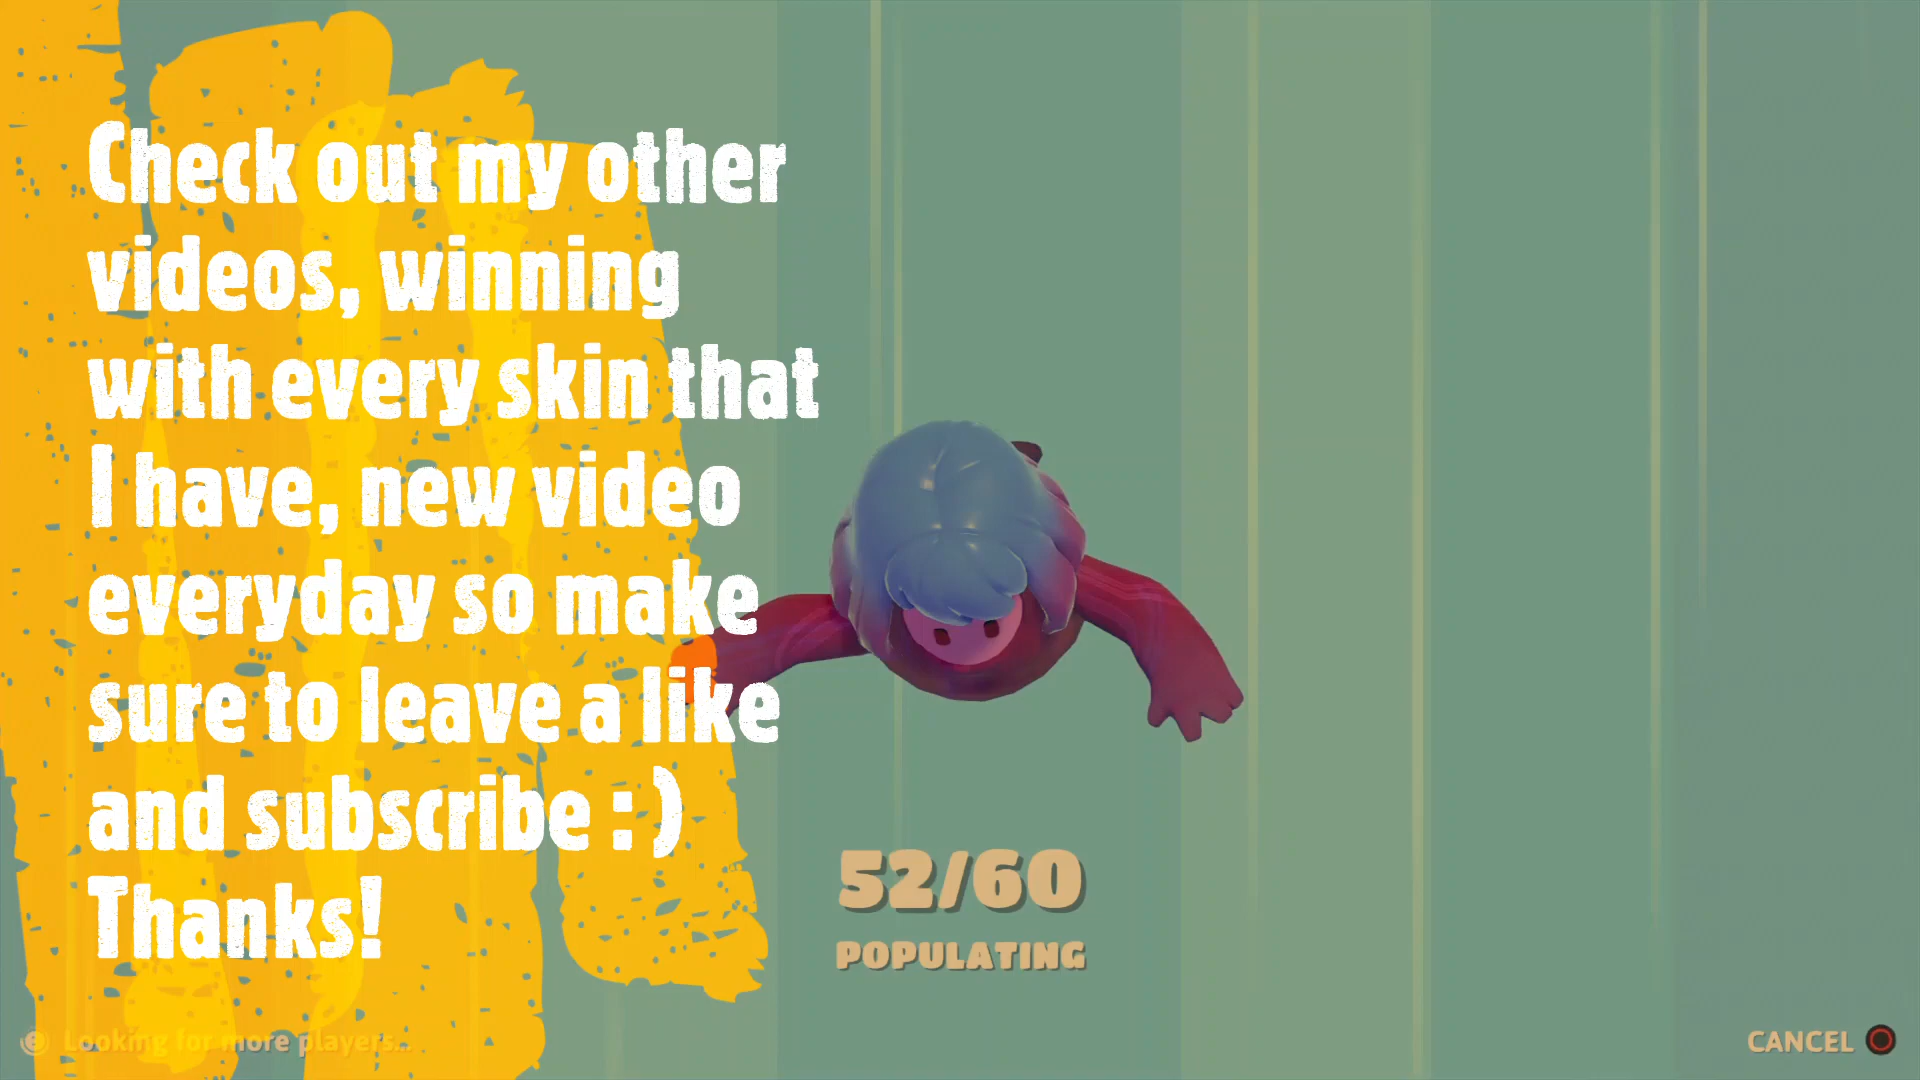 Check out my other
videos, winning
with every skin that
I have, new video
everyday so make
sure to leave a like
and subscribe : )
Thanks!
52/60
POPULATING
Looking for more players...
CANCEL